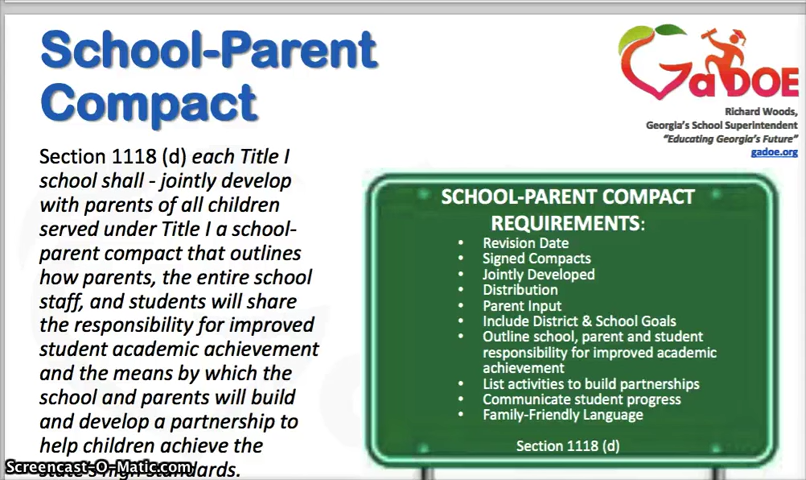 School-Parent
Compact
Section 1118 (d) each Title I
school shall - jointly develop
with parents of all children
served under Title I a school-
parent compact that outlines
how parents, the entire school
staff, and students will share
the responsibility for improved
student academic achievement
and the means by which the
school and parents will build
and develop a partnership to
help children achieve the
state's high standards.
GaDOE
Richard Woods,
Georgia's School Superintendent
"Educating Georgia's Future"
gadoe.org
SCHOOL-PARENT COMPACT
REQUIREMENTS:
• Revision Date
• Signed Compacts
• Jointly Developed
• Distribution
• Parent Input
• Include District & School Goals
• Outline school, parent and student
responsibility for improved academic
achievement
• List activities to build partnerships
• Communicate student progress
• Family-Friendly Language
Section 1118 (d)
Screencast-O-Matic.com